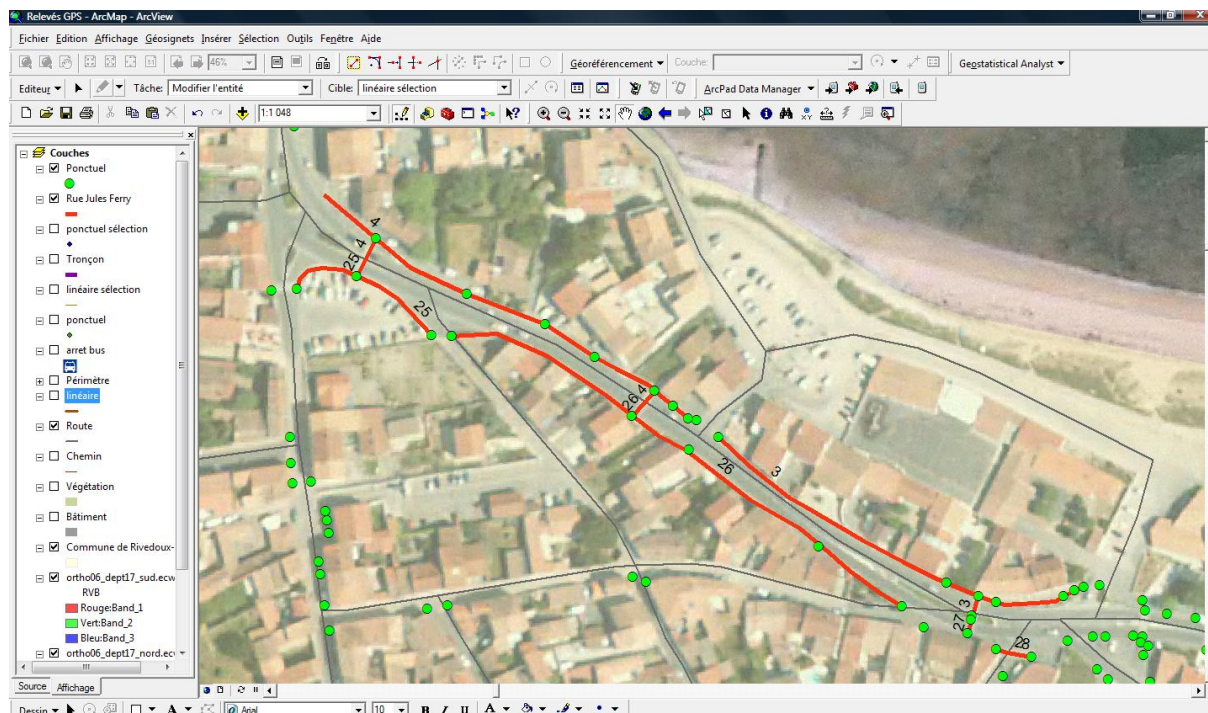 Relevés GPS - ArcMap - ArcView
Fichier Edition Affichage Géosignets Insérer Sélection Outils Fenêtre Aide
46% Géoréférencement Couche: Geostatistical Analyst
Editeur Tâche: Modifier l'entité Cible: linéaire sélection ArcPad Data Manager
1:1 048
Couches
Ponctuel
Rue Jules Ferry
ponctuel sélection
Tronçon
linéaire sélection
ponctuel
arret bus
Périmètre
linéaire
Route
Chemin
Végétation
Bâtiment
Commune de Rivedoux-
ortho06_dept17_sud.ecw
RVB
Rouge:Band_1
Vert:Band_2
Bleu:Band_3
ortho06_dept17_nord.ecw
4
25 4
25
26 4
26
3
27 3
28
Source Affichage
Dessin Arial 10 B I U A